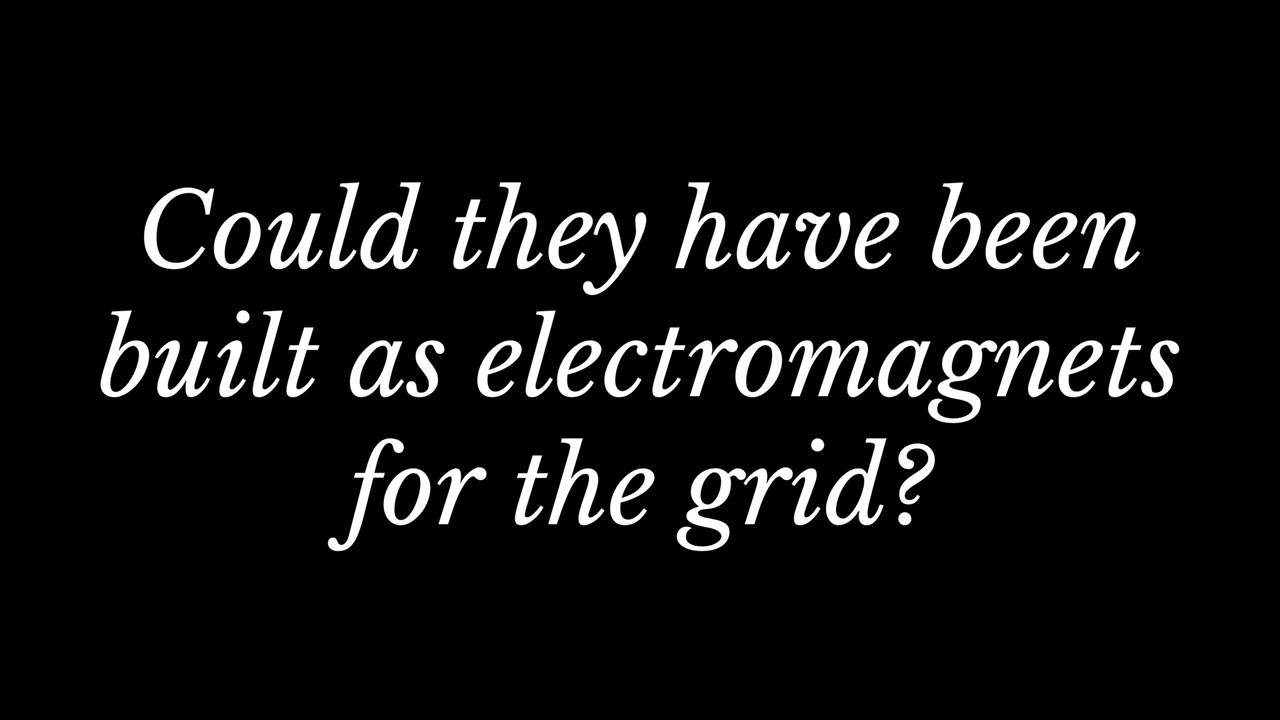 Could they have been
built as electromagnets
for the grid?